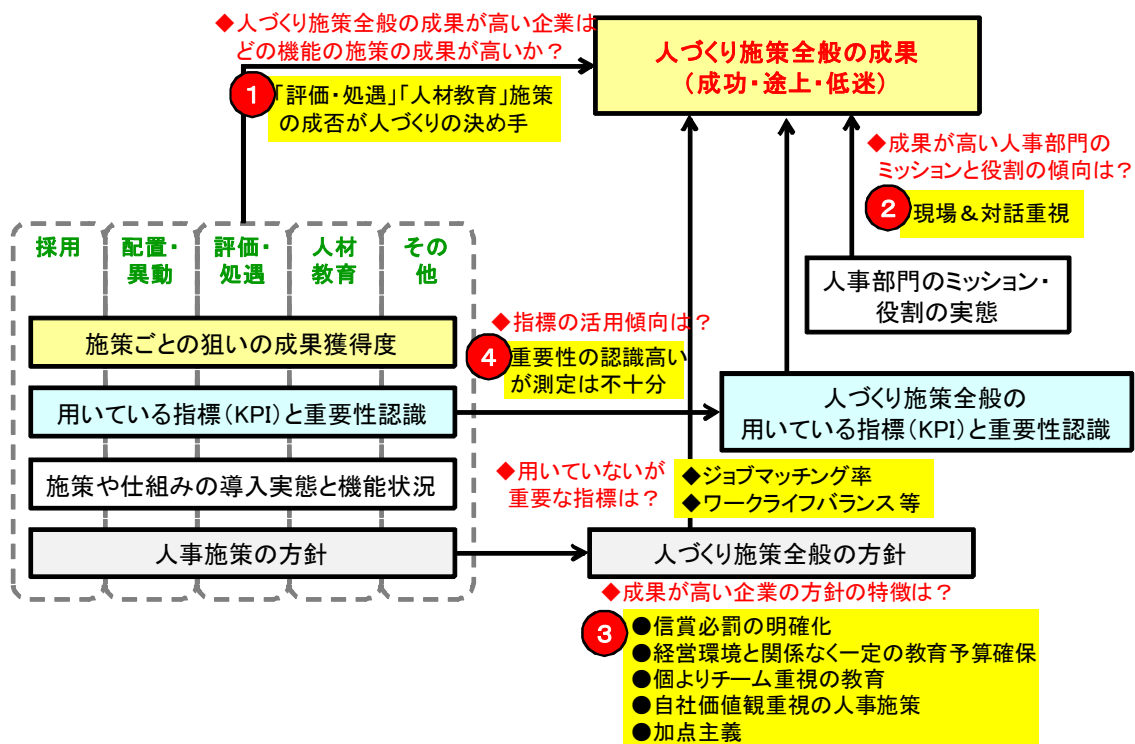 ◆人づくり施策全般の成果が高い企業は
どの機能の施策の成果が高いか？
1
「評価・処遇」「人材教育」施策
の成否が人づくりの決め手
人づくり施策全般の成果
（成功・途上・低迷）
◆成果が高い人事部門の
ミッションと役割の傾向は？
2
現場＆対話重視
人事部門のミッション・
役割の実態
採用
配置・
異動
評価・
処遇
人材
教育
その
他
施策ごとの狙いの成果獲得度
用いている指標（KPI）と重要性認識
施策や仕組みの導入実態と機能状況
人事施策の方針
◆指標の活用傾向は？
4
重要性の認識高い
が測定は不十分
人づくり施策全般の
用いている指標（KPI）と重要性認識
◆用いていないが
重要な指標は？
◆ジョブマッチング率
◆ワークライフバランス等
人づくり施策全般の方針
◆成果が高い企業の方針の特徴は？
3
●信賞必罰の明確化
●経営環境と関係なく一定の教育予算確保
●個よりチーム重視の教育
●自社価値観重視の人事施策
●加点主義